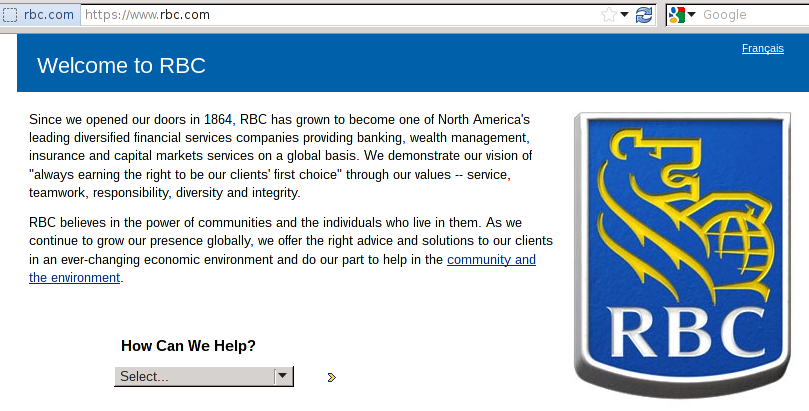 rbc.com https://www.rbc.com Google
Français
Welcome to RBC
Since we opened our doors in 1864, RBC has grown to become one of North America's
leading diversified financial services companies providing banking, wealth management,
insurance and capital markets services on a global basis. We demonstrate our vision of
"always earning the right to be our clients' first choice" through our values -- service,
teamwork, responsibility, diversity and integrity.
RBC believes in the power of communities and the individuals who live in them. As we
continue to grow our presence globally, we offer the right advice and solutions to our clients
in an ever-changing economic environment and do our part to help in the community and
the environment.
RBC
How Can We Help?
Select...